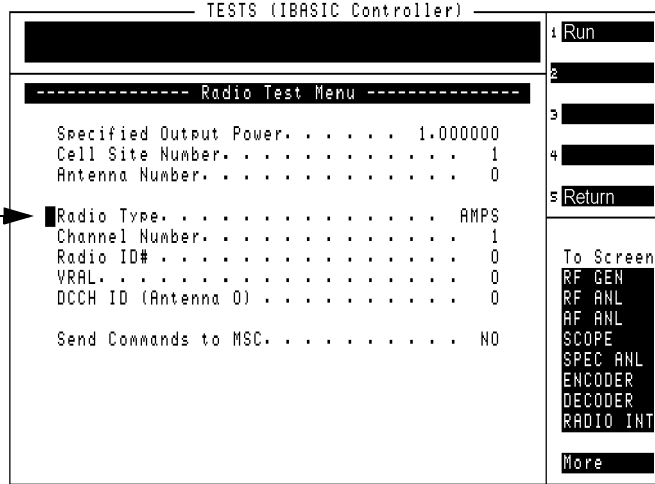 TESTS (IBASIC Controller)
--------------- Radio Test Menu ---------------
Specified Output Power. . . . . . 1.000000
Cell Site Number. . . . . . . . . . . . 1
Antenna Number. . . . . . . . . . . . . 0
Radio Type. . . . . . . . . . . . . . . AMPS
Channel Number. . . . . . . . . . . . . 1
Radio ID# . . . . . . . . . . . . . . . 0
VRAL. . . . . . . . . . . . . . . . . . 0
DCCH ID (Antenna 0) . . . . . . . . . . 0
Send Commands to MSC. . . . . . . . . . NO
1 Run
2
3
4
5 Return
To Screen
RF GEN
RF ANL
AF ANL
SCOPE
SPEC ANL
ENCODER
DECODER
RADIO INT
More